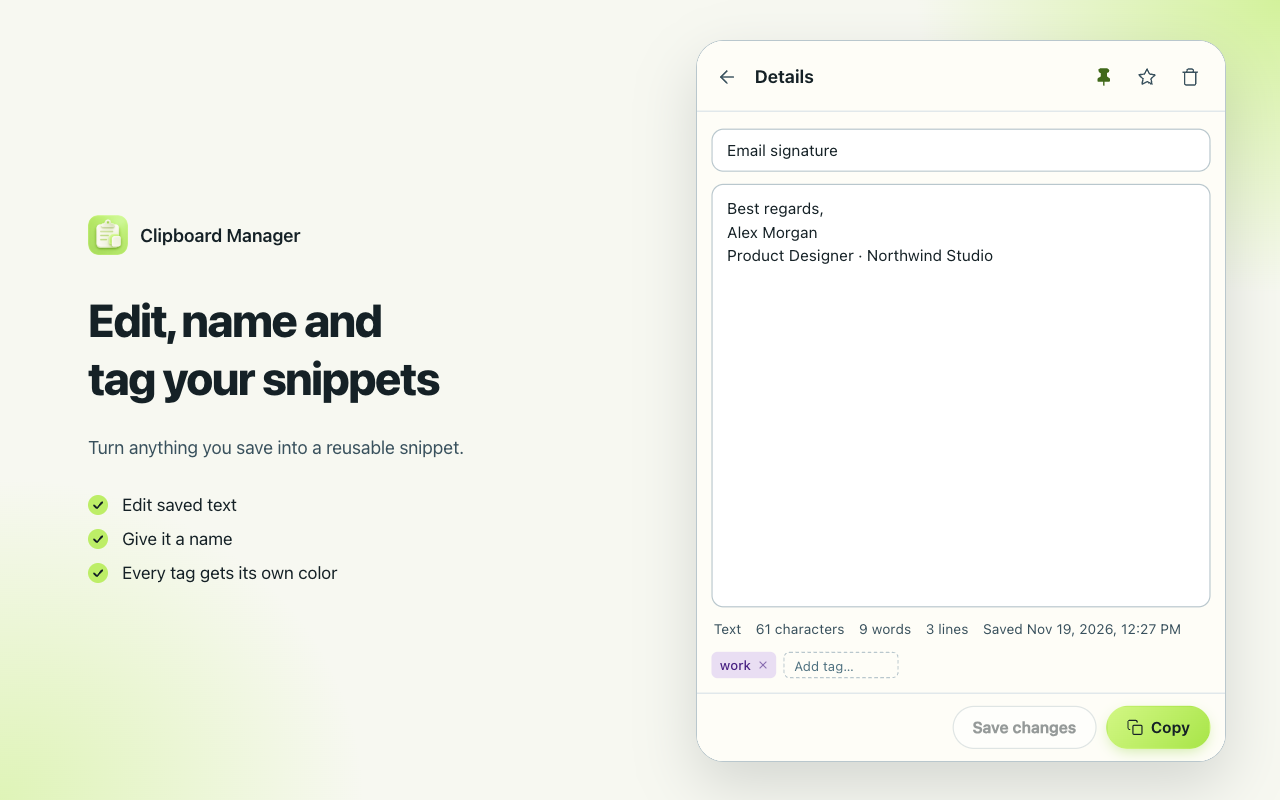 Clipboard Manager
Edit, name and
tag your snippets
Turn anything you save into a reusable snippet.
Edit saved text
Give it a name
Every tag gets its own color
Details
Email signature
Best regards,
Alex Morgan
Product Designer · Northwind Studio
Text 61 characters 9 words 3 lines Saved Nov 19, 2026, 12:27 PM
work × Add tag...
Save changes Copy